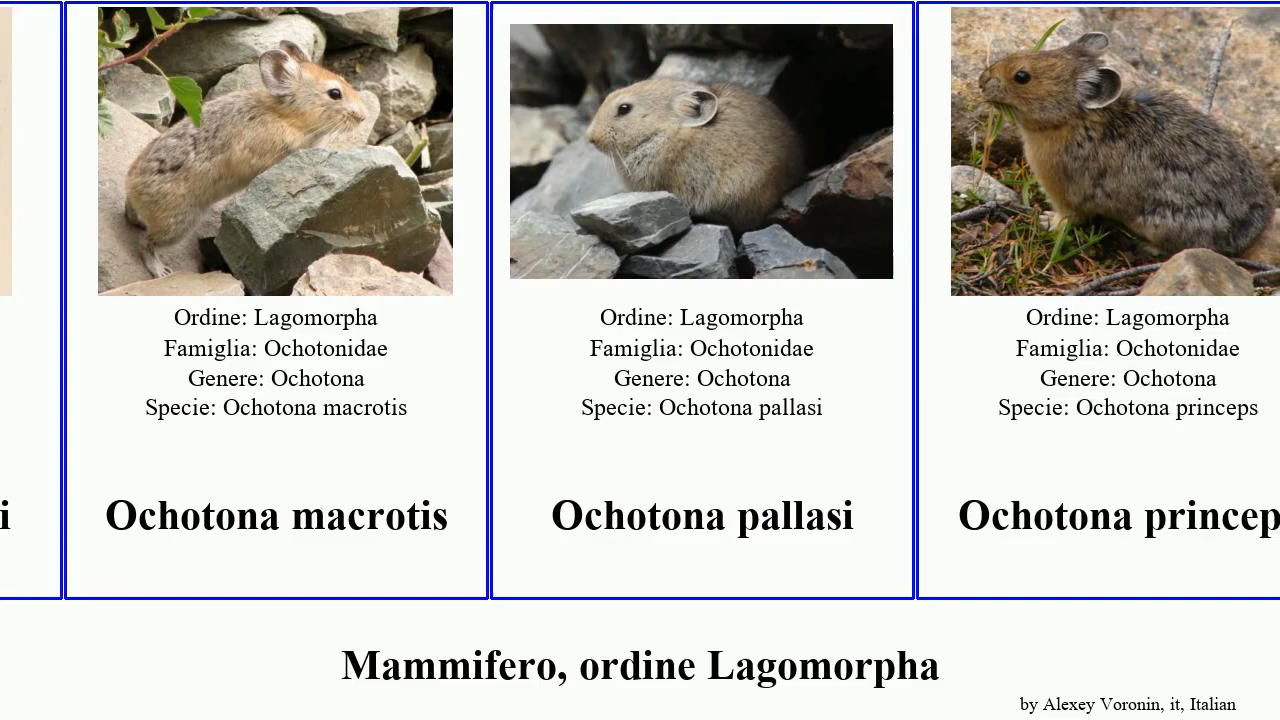 Ordine: Lagomorpha
Famiglia: Ochotonidae
Genere: Ochotona
Specie: Ochotona macrotis
Ordine: Lagomorpha
Famiglia: Ochotonidae
Genere: Ochotona
Specie: Ochotona pallasi
Ordine: Lagomorpha
Famiglia: Ochotonidae
Genere: Ochotona
Specie: Ochotona princeps
i
Ochotona macrotis
Ochotona pallasi
Ochotona princep
Mammifero, ordine Lagomorpha
by Alexey Voronin, it, Italian